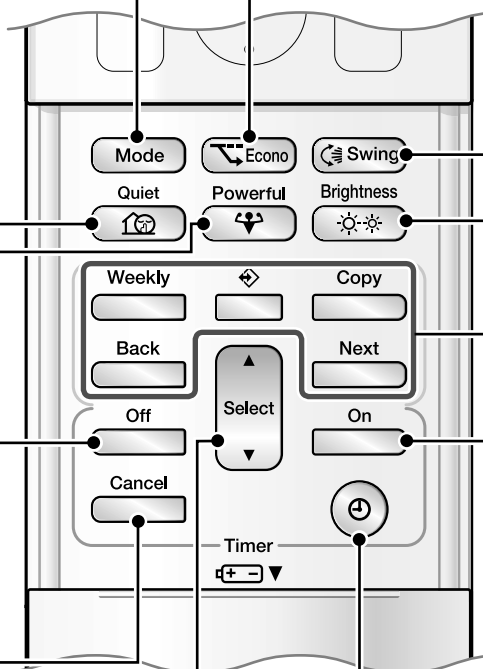 Mode Econo Swing
Quiet Powerful Brightness
Weekly Copy
Back Next
Select
Off On
Cancel
Timer